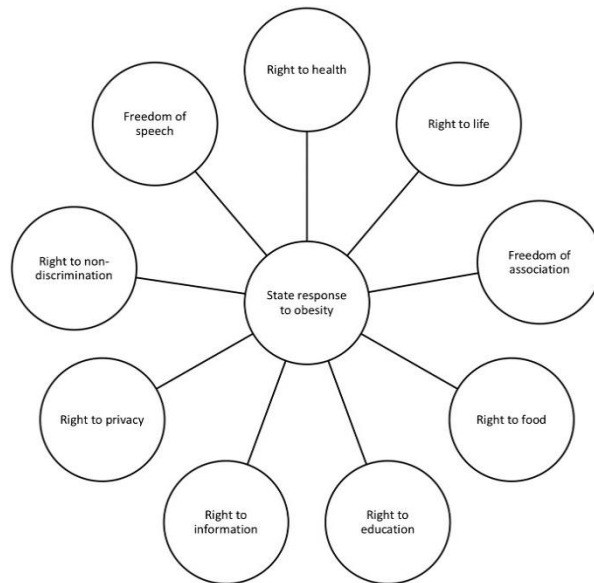 Right to health
Freedom of
speech
Right to life
Right to non-
discrimination
Freedom of
association
State response
to obesity
Right to privacy
Right to food
Right to
information
Right to
education